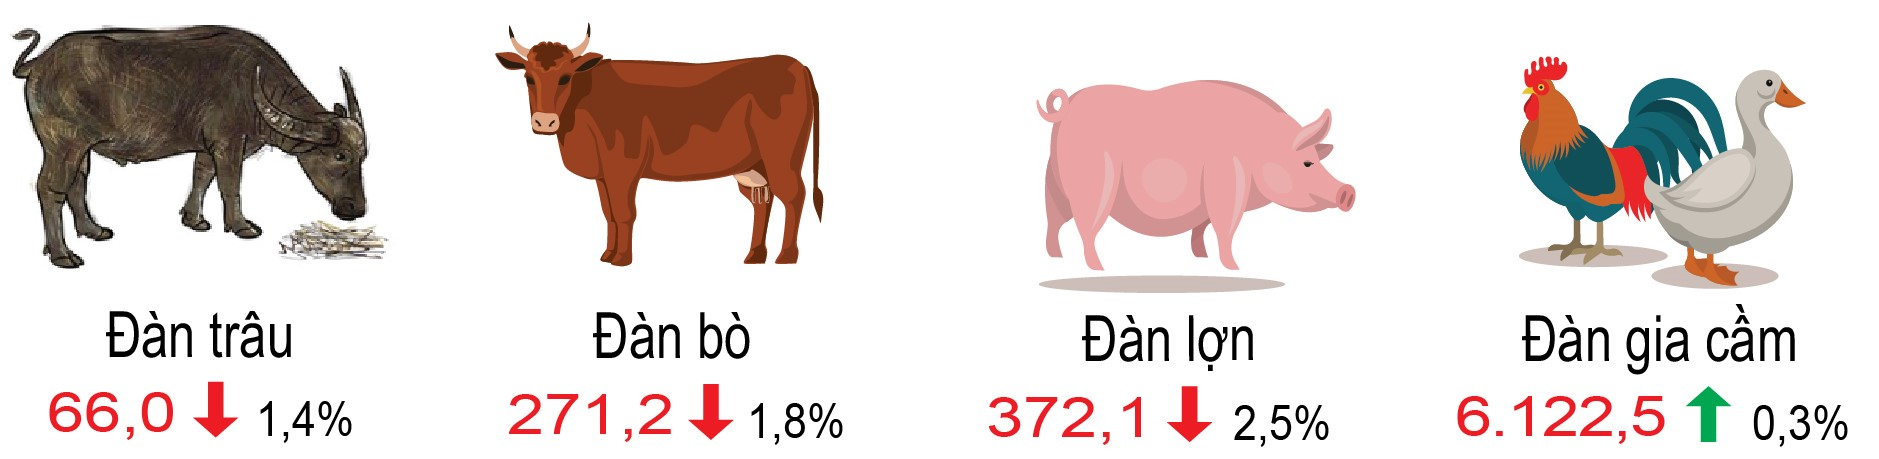 Đàn trâu
66,0 1,4%
Đàn bò
271,2 1,8%
Đàn lợn
372,1 2,5%
Đàn gia cầm
6.122,5 0,3%